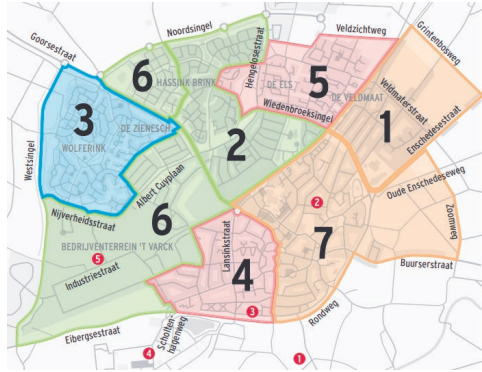 Noordsingel
Veldzichtweg
Grintenbosweg
Goorsestraat
Hengelosestraat
6
HASSINK BRINK
5
DE ELS
DE VELDMAAT
Veldmaterstraat
1
Enschedesestraat
Wiedenbroeksingel
3
DE ZIENESCH
WOLFERINK
2
Westsingel
Albert Cuyplaan
Oude Enschedeseweg
2
6
Nijverheidsstraat
Zoomweg
7
BEDRIJVENTERREIN 'T VARCK
Lansinkstraat
5
Buurserstraat
4
Industriestraat
3
Rondweg
Eibergsestraat
Scholten-
hagenweg
4
1